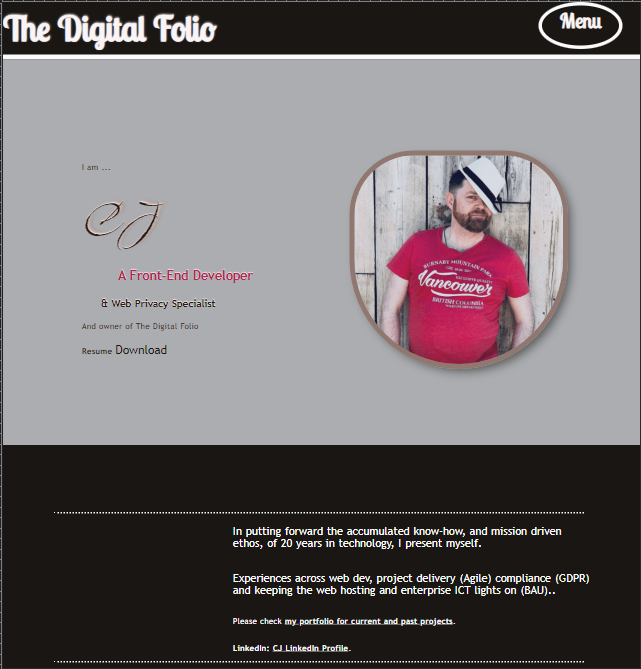 The Digital Folio
Menu
I am ...
CJ
A Front-End Developer
& Web Privacy Specialist
And owner of The Digital Folio
Resume Download
BURNABY MOUNTAIN PARK
Vancouver
BRITISH COLUMBIA
In putting forward the accumulated know-how, and mission driven
ethos, of 20 years in technology, I present myself.
Experiences across web dev, project delivery (Agile) compliance (GDPR)
and keeping the web hosting and enterprise ICT lights on (BAU)..
Please check my portfolio for current and past projects.
LinkedIn: CJ LinkedIn Profile.